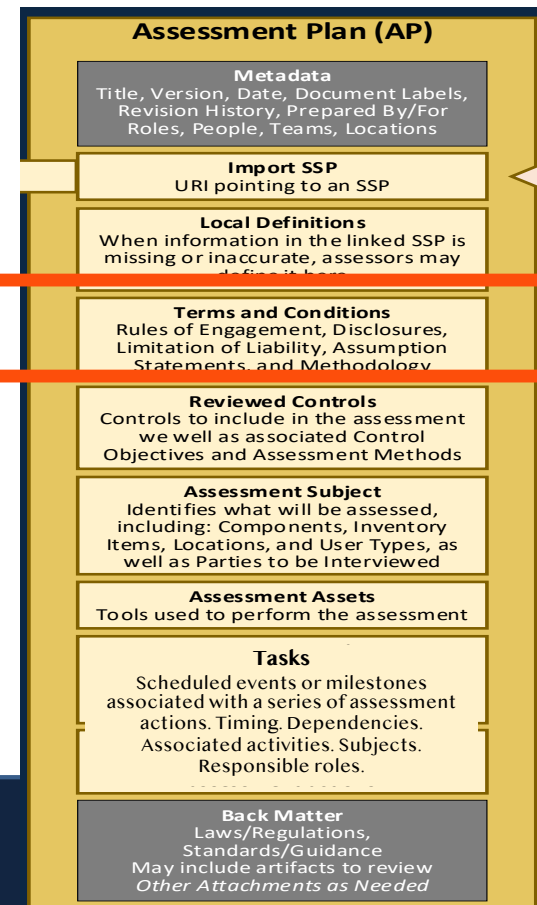 Assessment Plan (AP)
Metadata
Title, Version, Date, Document Labels,
Revision History, Prepared By/For
Roles, People, Teams, Locations
Import SSP
URI pointing to an SSP
Local Definitions
When information in the linked SSP is
missing or inaccurate, assessors may
define it here
Terms and Conditions
Rules of Engagement, Disclosures,
Limitation of Liability, Assumption
Statements, and Methodology
Reviewed Controls
Controls to include in the assessment
we well as associated Control
Objectives and Assessment Methods
Assessment Subject
Identifies what will be assessed,
including: Components, Inventory
Items, Locations, and User Types, as
well as Parties to be Interviewed
Assessment Assets
Tools used to perform the assessment
Tasks
Scheduled events or milestones
associated with a series of assessment
actions. Timing. Dependencies.
Associated activities. Subjects.
Responsible roles.
Back Matter
Laws/Regulations,
Standards/Guidance
May include artifacts to review
Other Attachments as Needed